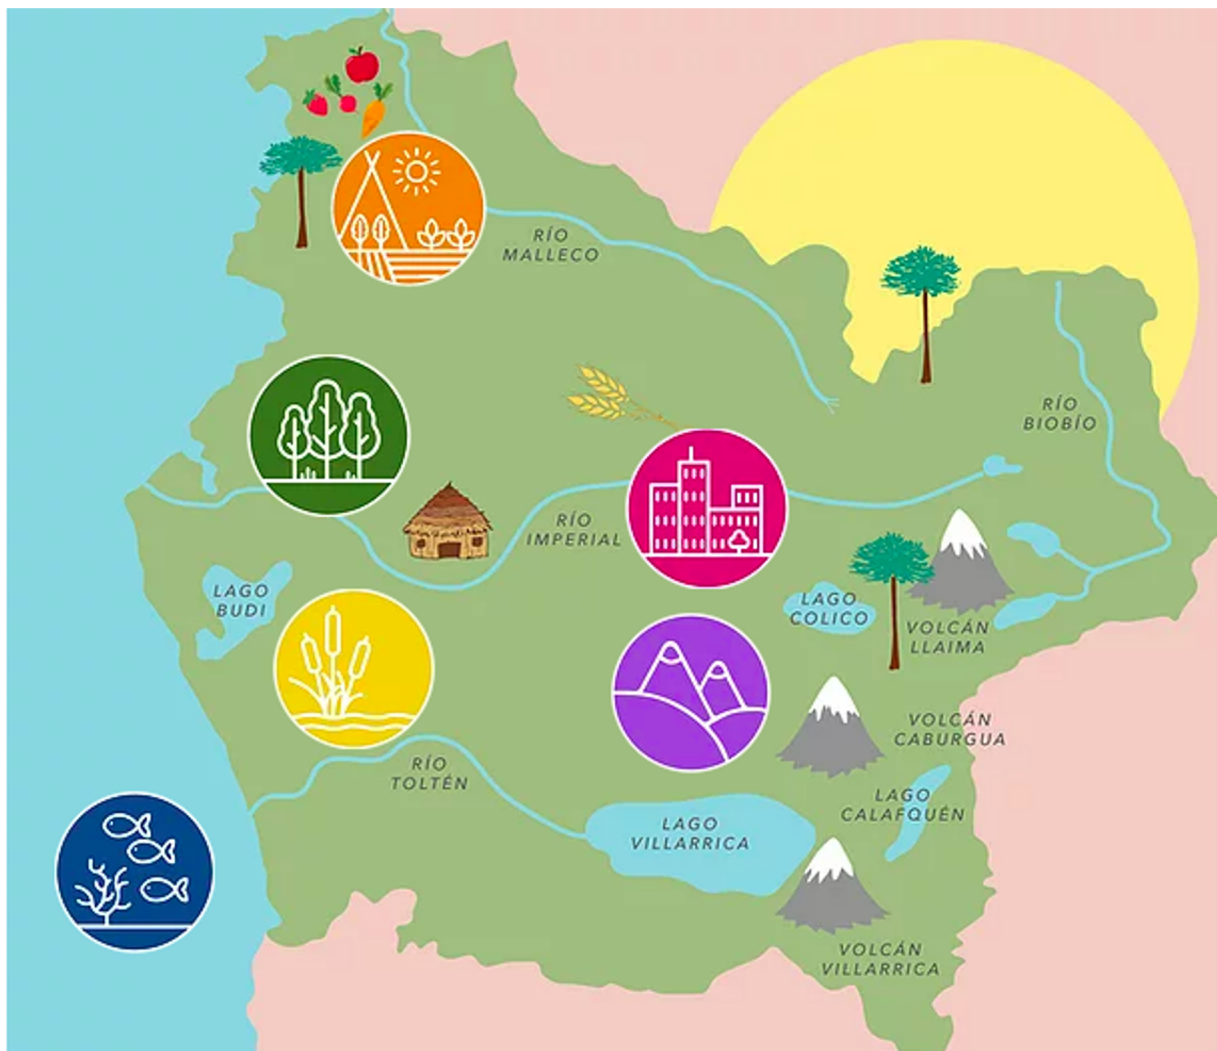 RÍO
MALLECO
RÍO
BIOBÍO
RÍO
IMPERIAL
LAGO
BUDI
LAGO
COLICO
VOLCÁN
LLAIMA
VOLCÁN
CABURGUA
RÍO
TOLTÉN
LAGO
CALAFQUÉN
LAGO
VILLARRICA
VOLCÁN
VILLARRICA